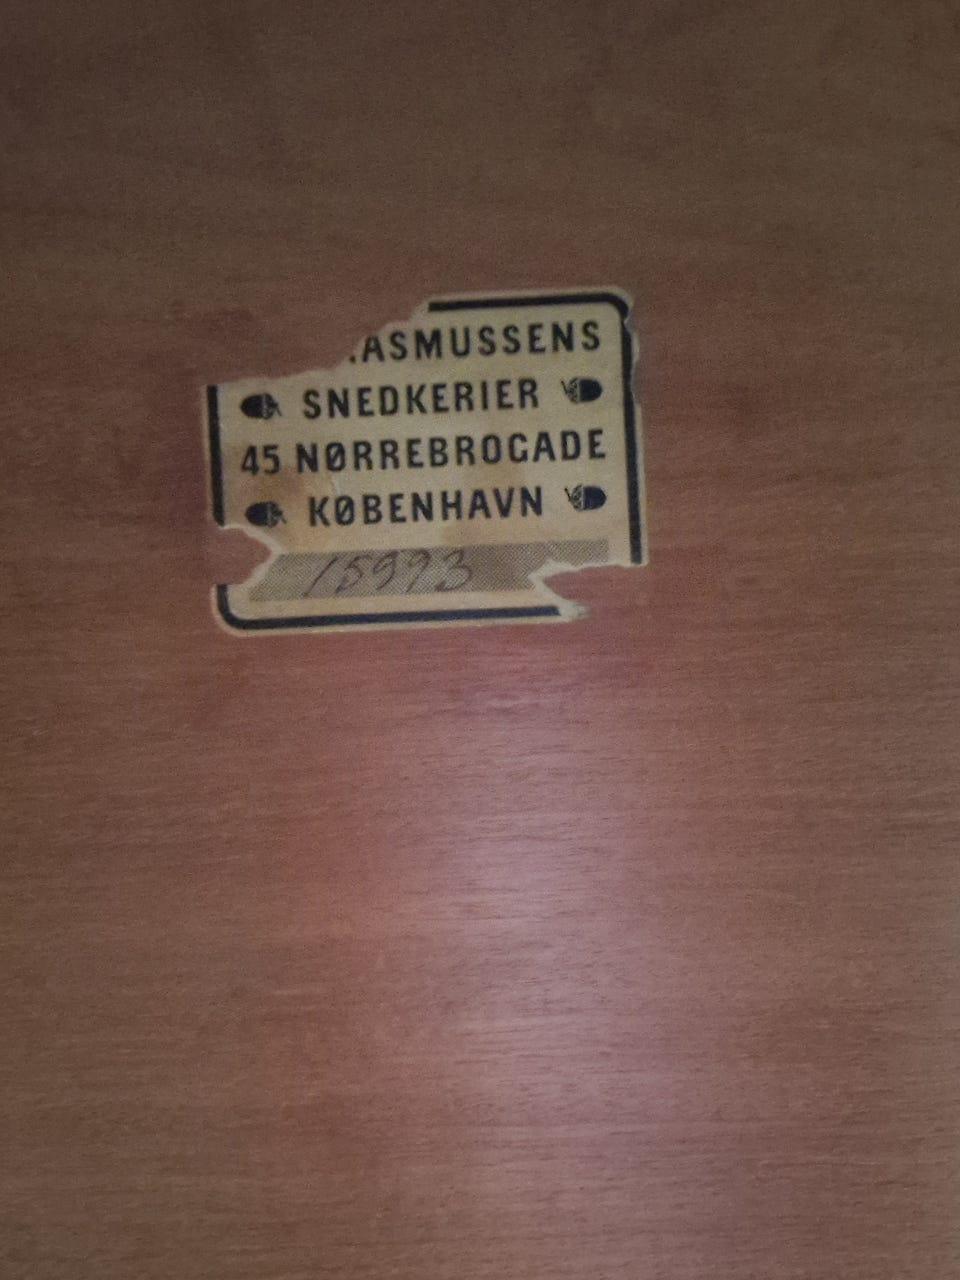 RASMUSSENS
SNEDKERIER
45 NØRREBROGADE
KØBENHAVN
15993